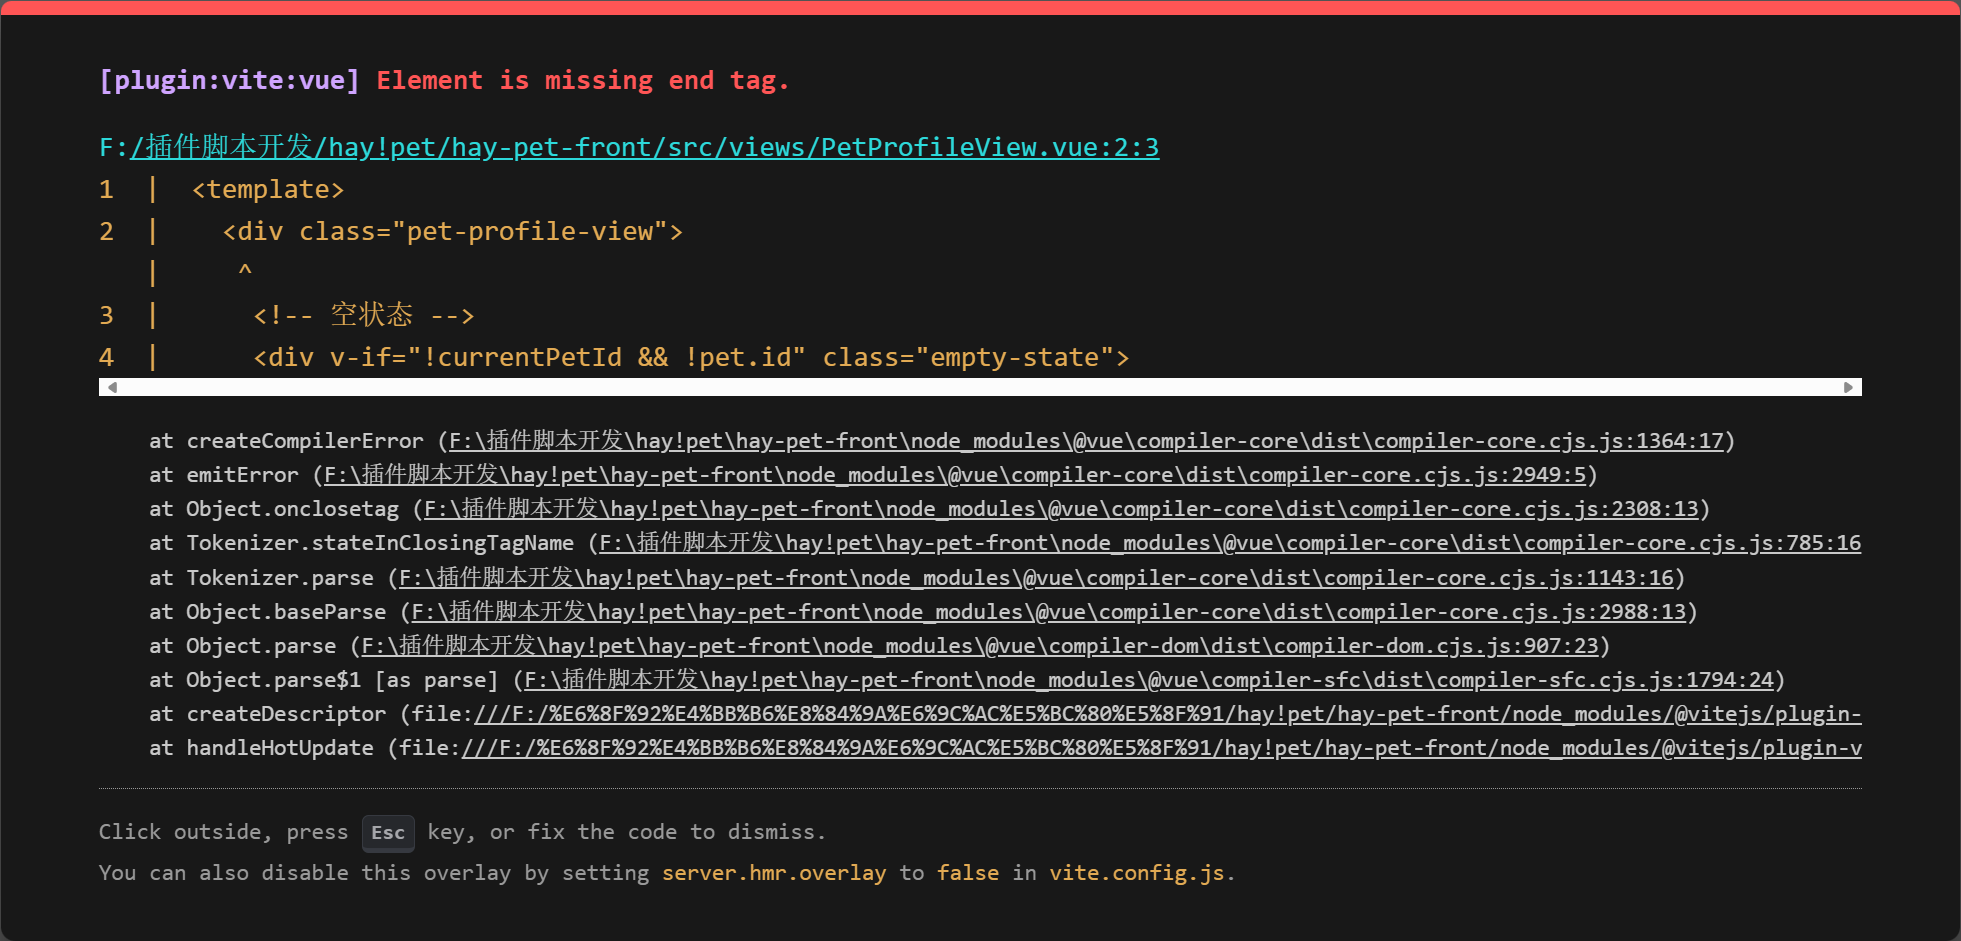 [plugin:vite:vue] Element is missing end tag.
F:/插件脚本开发/hay!pet/hay-pet-front/src/views/PetProfileView.vue:2:3
1  |  <template>
2  |    <div class="pet-profile-view">
   |     ^
3  |      <!-- 空状态 -->
4  |      <div v-if="!currentPetId && !pet.id" class="empty-state">
at createCompilerError (F:\插件脚本开发\hay!pet\hay-pet-front\node_modules\@vue\compiler-core\dist\compiler-core.cjs.js:1364:17)
at emitError (F:\插件脚本开发\hay!pet\hay-pet-front\node_modules\@vue\compiler-core\dist\compiler-core.cjs.js:2949:5)
at Object.onclosetag (F:\插件脚本开发\hay!pet\hay-pet-front\node_modules\@vue\compiler-core\dist\compiler-core.cjs.js:2308:13)
at Tokenizer.stateInClosingTagName (F:\插件脚本开发\hay!pet\hay-pet-front\node_modules\@vue\compiler-core\dist\compiler-core.cjs.js:785:16
at Tokenizer.parse (F:\插件脚本开发\hay!pet\hay-pet-front\node_modules\@vue\compiler-core\dist\compiler-core.cjs.js:1143:16)
at Object.baseParse (F:\插件脚本开发\hay!pet\hay-pet-front\node_modules\@vue\compiler-core\dist\compiler-core.cjs.js:2988:13)
at Object.parse (F:\插件脚本开发\hay!pet\hay-pet-front\node_modules\@vue\compiler-dom\dist\compiler-dom.cjs.js:907:23)
at Object.parse$1 [as parse] (F:\插件脚本开发\hay!pet\hay-pet-front\node_modules\@vue\compiler-sfc\dist\compiler-sfc.cjs.js:1794:24)
at createDescriptor (file:///F:/%E6%8F%92%E4%BB%B6%E8%84%9A%E6%9C%AC%E5%BC%80%E5%8F%91/hay!pet/hay-pet-front/node_modules/@vitejs/plugin-
at handleHotUpdate (file:///F:/%E6%8F%92%E4%BB%B6%E8%84%9A%E6%9C%AC%E5%BC%80%E5%8F%91/hay!pet/hay-pet-front/node_modules/@vitejs/plugin-v
Click outside, press Esc key, or fix the code to dismiss.
You can also disable this overlay by setting server.hmr.overlay to false in vite.config.js.